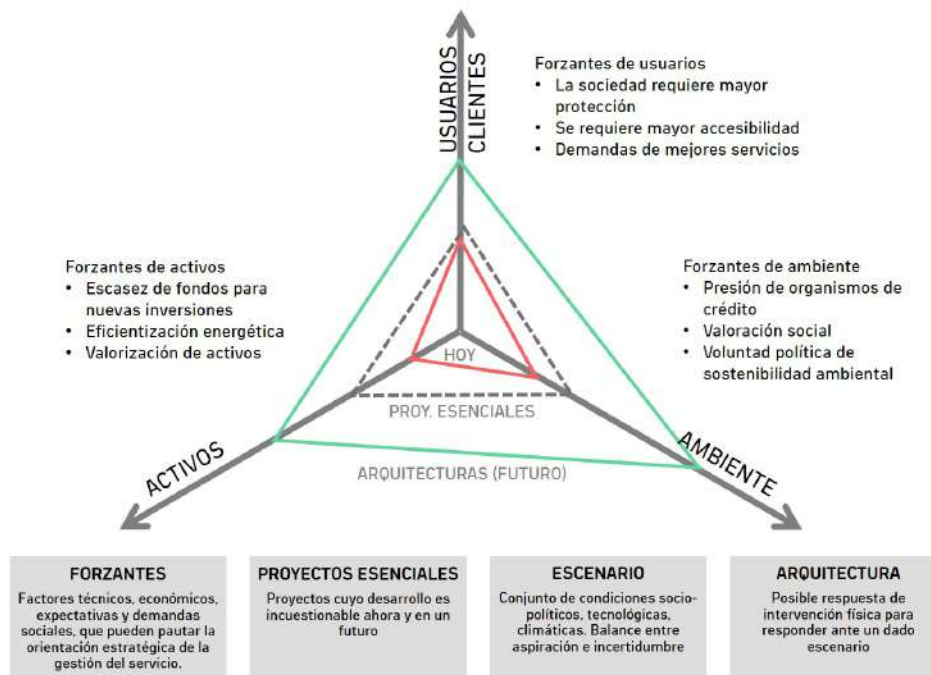 USUARIOS
CLIENTES
Forzantes de usuarios
• La sociedad requiere mayor
protección
• Se requiere mayor accesibilidad
• Demandas de mejores servicios
Forzantes de activos
• Escasez de fondos para
nuevas inversiones
• Eficientización energética
• Valorización de activos
Forzantes de ambiente
• Presión de organismos de
crédito
• Valoración social
• Voluntad política de
sostenibilidad ambiental
HOY
PROY. ESENCIALES
ARQUITECTURAS (FUTURO)
ACTIVOS
AMBIENTE
FORZANTES
Factores técnicos, económicos,
expectativas y demandas
sociales, que pueden pautar la
orientación estratégica de la
gestión del servicio.
PROYECTOS ESENCIALES
Proyectos cuyo desarrollo es
incuestionable ahora y en un
futuro
ESCENARIO
Conjunto de condiciones socio-
políticos, tecnológicas,
climáticas. Balance entre
aspiración e incertidumbre
ARQUITECTURA
Posible respuesta de
intervención física para
responder ante un dado
escenario